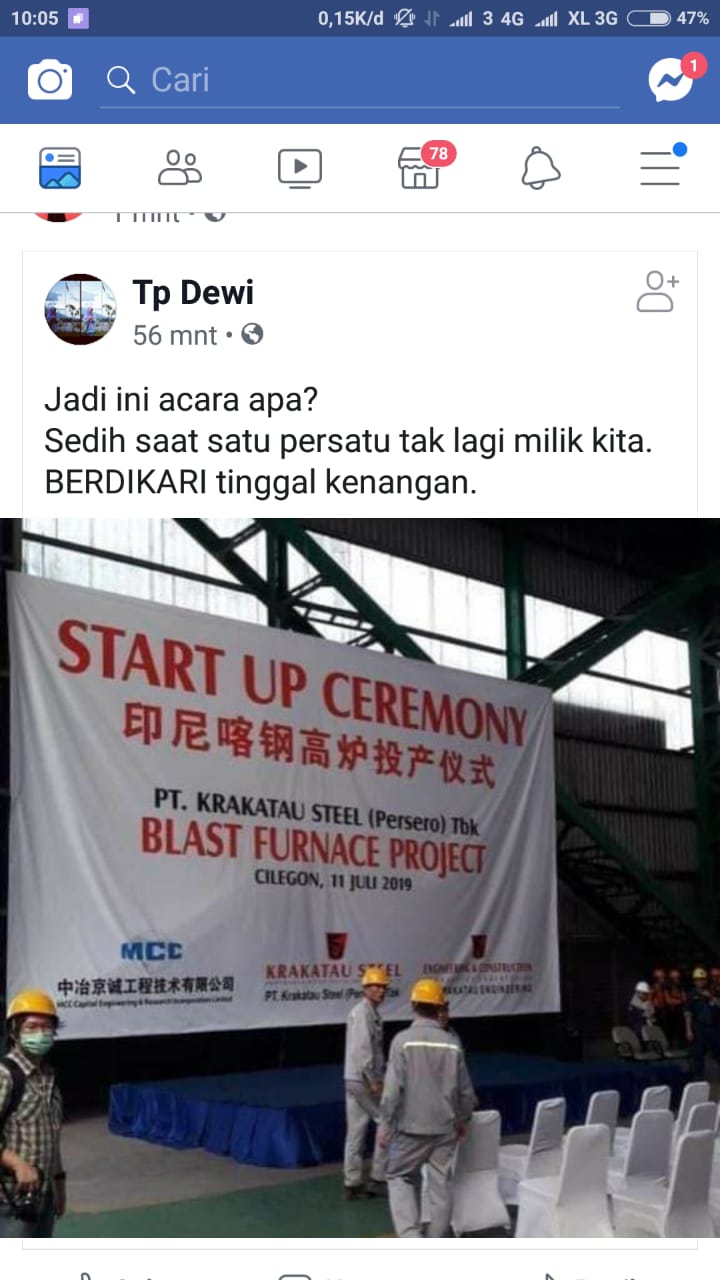 10:05
0,15K/d 3 4G XL 3G 47%
Cari
1
78
1 mnt
Tp Dewi
56 mnt
Jadi ini acara apa?
Sedih saat satu persatu tak lagi milik kita.
BERDIKARI tinggal kenangan.
START UP CEREMONY
印尼喀钢高炉投产仪式
PT. KRAKATAU STEEL (Persero) Tbk
BLAST FURNACE PROJECT
CILEGON, 11 JULI 2019
MCC
中冶京诚工程技术有限公司
MCC Capital Engineering & Research Incorporation Limited
KRAKATAU STEEL
PT. Krakatau Steel (Persero) Tbk
ENGINEERING & CONSTRUCTION
KRAKATAU ENGINEERING